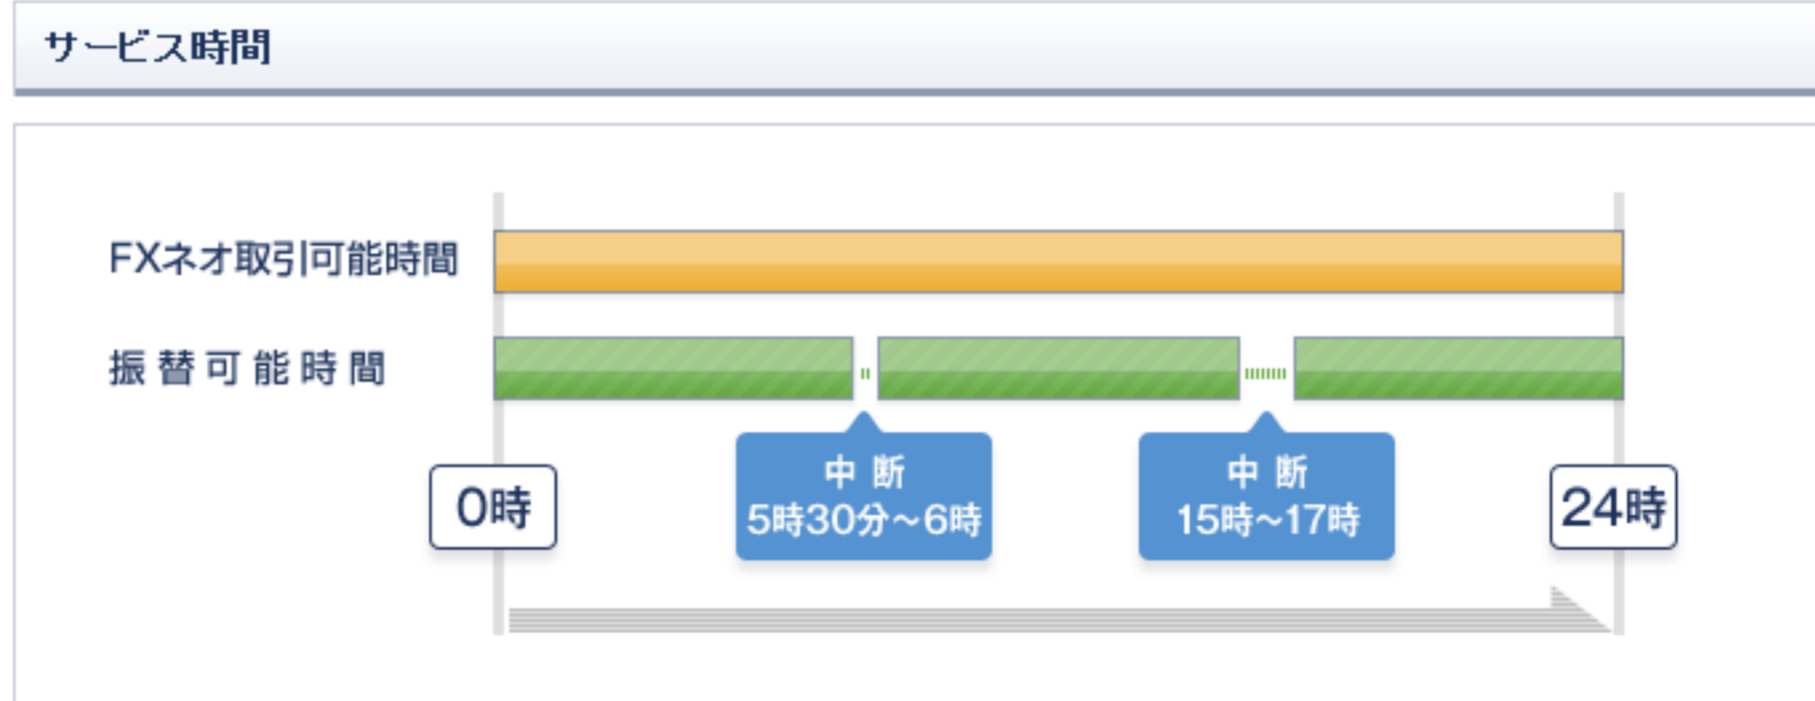 サービス時間
FXネオ取引可能時間
振替可能時間
中断
5時30分～6時
中断
15時～17時
0時
24時